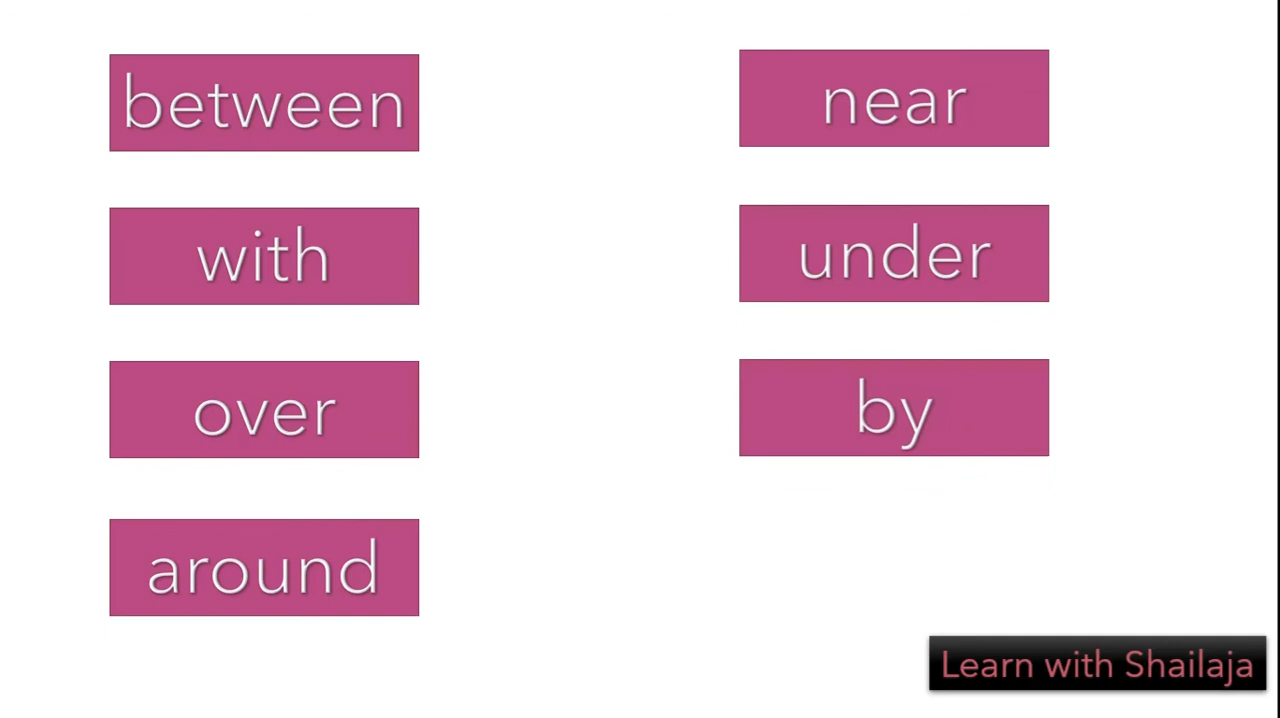 between
with
over
around
near
under
by
Learn with Shailaja